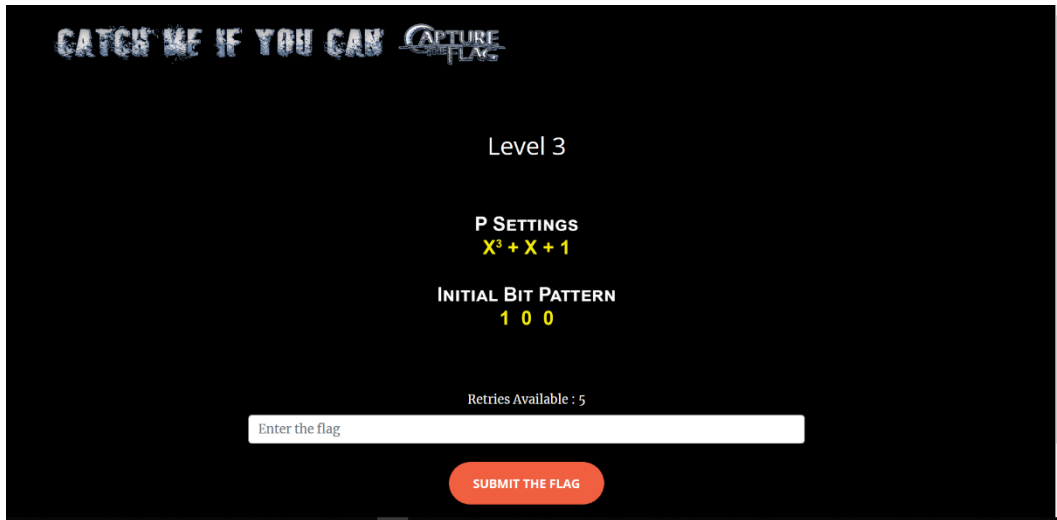 CATCH ME IF YOU CAN CAPTURE THE FLAG
Level 3
P SETTINGS
X³ + X + 1
INITIAL BIT PATTERN
1 0 0
Retries Available : 5
Enter the flag
SUBMIT THE FLAG